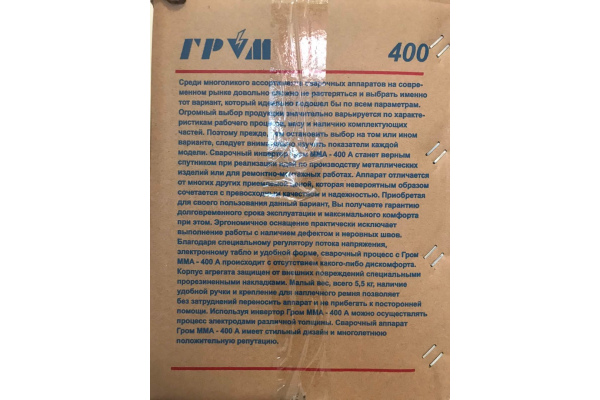 ГРОМ 400
Среди многоликого ассортимента сварочных аппаратов на совре-
менном рынке довольно сложно не растеряться и выбрать именно
тот вариант, который идеально подошел бы по всем параметрам.
Огромный выбор продукции значительно варьируется по характе-
ристикам рабочего процесса, виду и наличию комплектующих
частей. Поэтому прежде, чем остановить выбор на том или ином
варианте, следует внимательно изучить показатели каждой
модели. Сварочный инвертор Гром ММА - 400 А станет верным
спутником при реализации идей по производству металлических
изделий или для ремонтно-монтажных работах. Аппарат отличается
от многих других приемлемой ценой, которая невероятным образом
сочетается с превосходным качеством и надежностью. Приобретая
для своего пользования данный вариант, Вы получаете гарантию
долговременного срока эксплуатации и максимального комфорта
при этом. Эргономичное оснащение практически исключает
выполнение работы с наличием дефектом и неровных швов.
Благодаря специальному регулятору потока напряжения,
электронному табло и удобной форме, сварочный процесс с Гром
ММА - 400 А происходит с отсутствием какого-либо дискомфорта.
Корпус агрегата защищен от внешних повреждений специальными
прорезиненными накладками. Малый вес, всего 5,5 кг, наличие
удобной ручки и крепление для наплечного ремня позволяет
без затруднений переносить аппарат и не прибегать к посторонней
помощи. Используя инвертор Гром ММА - 400 А можно осуществлять
процесс электродами различной толщины. Сварочный аппарат
Гром ММА - 400 А имеет стильный дизайн и многолетнюю
положительную репутацию.